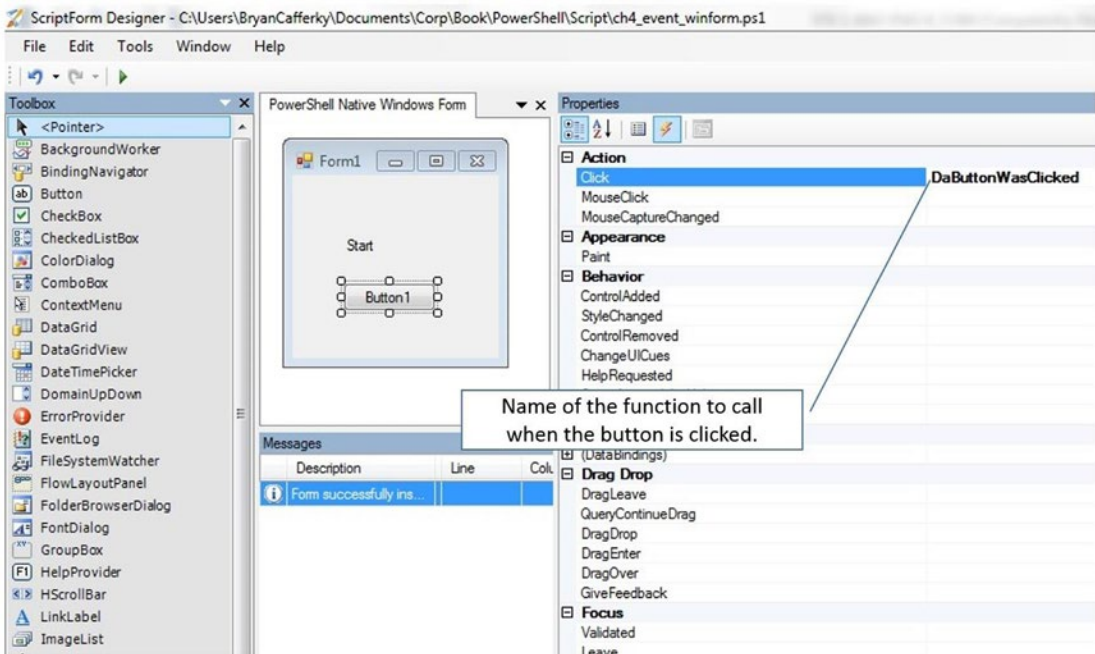 ScriptForm Designer - C:\Users\BryanCafferky\Documents\Corp\Book\PowerShell\Script\ch4_event_winform.ps1
File Edit Tools Window Help
Toolbox
<Pointer>
BackgroundWorker
BindingNavigator
Button
CheckBox
CheckedListBox
ColorDialog
ComboBox
ContextMenu
DataGrid
DataGridView
DateTimePicker
DomainUpDown
ErrorProvider
EventLog
FileSystemWatcher
FlowLayoutPanel
FolderBrowserDialog
FontDialog
GroupBox
HelpProvider
HScrollBar
LinkLabel
ImageList
PowerShell Native Windows Form
Form1
Start
Button1
Messages
Description Line Colu
Form successfully ins...
Properties
Action
Click DaButtonWasClicked
MouseClick
MouseCaptureChanged
Appearance
Paint
Behavior
ControlAdded
StyleChanged
ControlRemoved
ChangeUICues
HelpRequested
Name of the function to call
when the button is clicked.
(DataBindings)
Drag Drop
DragLeave
QueryContinueDrag
DragDrop
DragEnter
DragOver
GiveFeedback
Focus
Validated
Leave